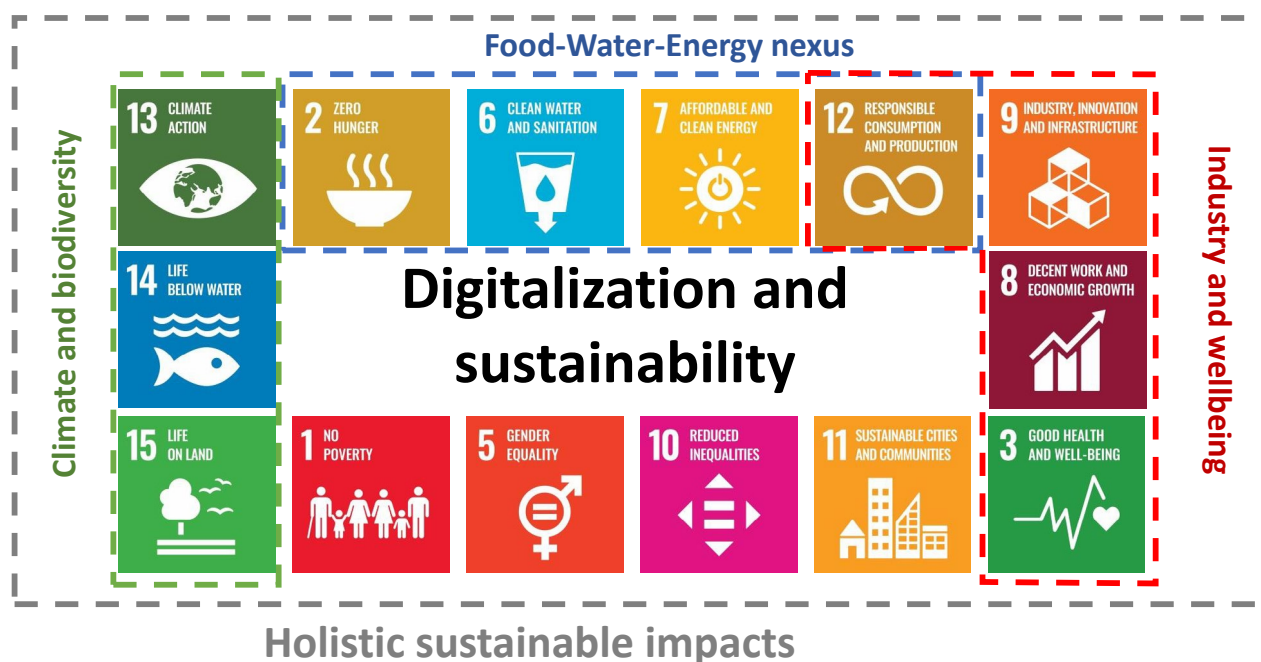 Food-Water-Energy nexus
Climate and biodiversity
13 CLIMATE
ACTION
2 ZERO
HUNGER
6 CLEAN WATER
AND SANITATION
7 AFFORDABLE AND
CLEAN ENERGY
12 RESPONSIBLE
CONSUMPTION
AND PRODUCTION
9 INDUSTRY, INNOVATION
AND INFRASTRUCTURE
Industry and wellbeing
14 LIFE
BELOW WATER
Digitalization and
sustainability
8 DECENT WORK AND
ECONOMIC GROWTH
15 LIFE
ON LAND
1 NO
POVERTY
5 GENDER
EQUALITY
10 REDUCED
INEQUALITIES
11 SUSTAINABLE CITIES
AND COMMUNITIES
3 GOOD HEALTH
AND WELL-BEING
Holistic sustainable impacts